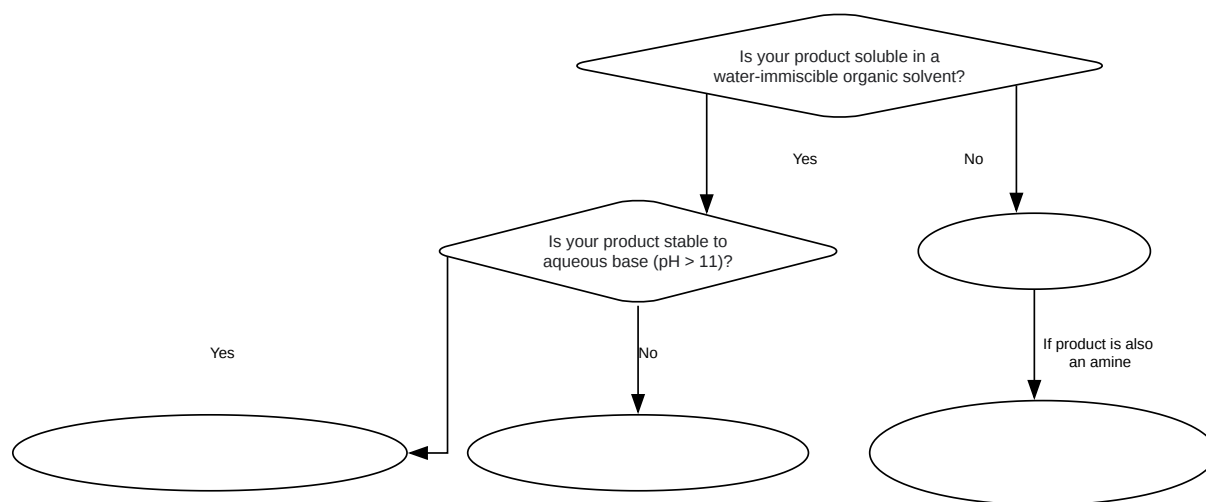 Is your product soluble in a
water-immiscible organic solvent?
Yes
No
Is your product stable to
aqueous base (pH > 11)?
Yes
No
If product is also
an amine